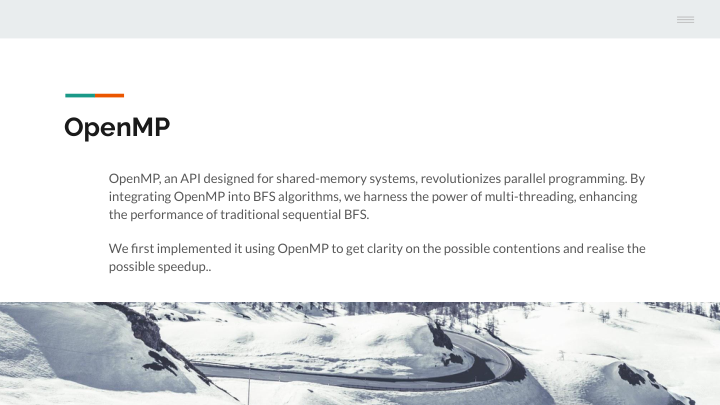 OpenMP
OpenMP, an API designed for shared-memory systems, revolutionizes parallel programming. By
integrating OpenMP into BFS algorithms, we harness the power of multi-threading, enhancing
the performance of traditional sequential BFS.
We first implemented it using OpenMP to get clarity on the possible contentions and realise the
possible speedup..